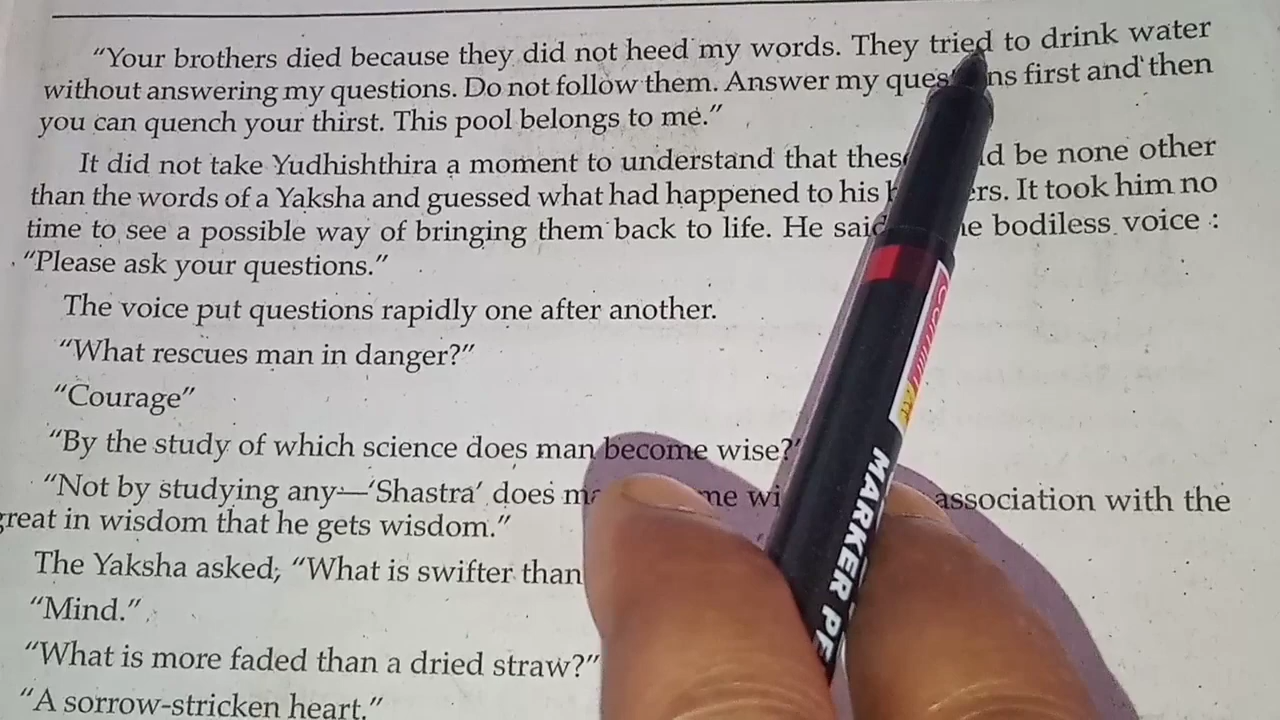 “Your brothers died because they did not heed my words. They tried to drink water
without answering my questions. Do not follow them. Answer my ques ns first and then
you can quench your thirst. This pool belongs to me.”
It did not take Yudhishthira a moment to understand that thes d be none other
than the words of a Yaksha and guessed what had happened to his b ers. It took him no
time to see a possible way of bringing them back to life. He said e bodiless voice :
“Please ask your questions.”
The voice put questions rapidly one after another.
“What rescues man in danger?”
“Courage”
“By the study of which science does man become wise?”
“Not by studying any—‘Shastra’ does ma me wi association with the
great in wisdom that he gets wisdom.”
The Yaksha asked, “What is swifter than
“Mind.”
“What is more faded than a dried straw?”
“A sorrow-stricken heart.”
MARKER PE